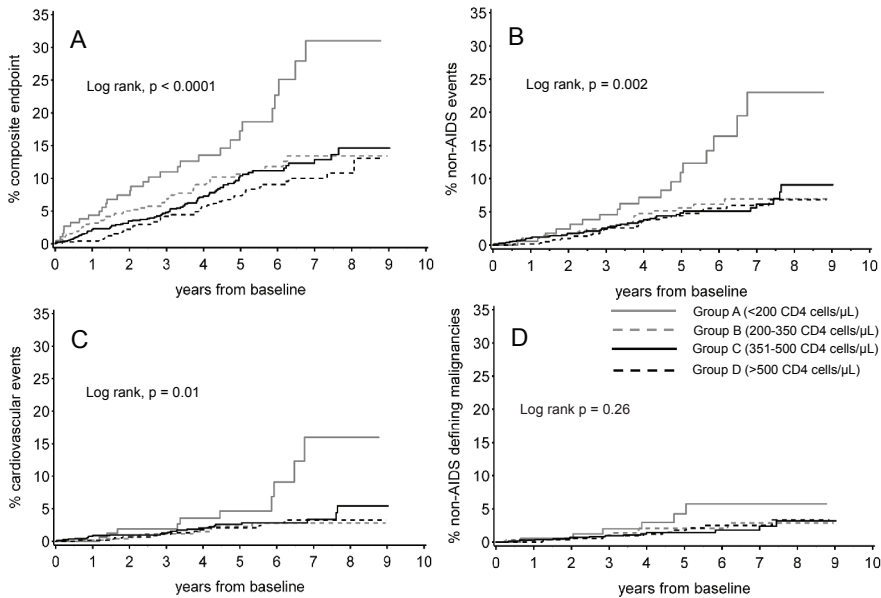 A
% composite endpoint
35
30
25
20
15
10
5
0
Log rank, p < 0.0001
0 1 2 3 4 5 6 7 8 9 10
years from baseline
B
% non-AIDS events
35
30
25
20
15
10
5
0
Log rank, p = 0.002
0 1 2 3 4 5 6 7 8 9 10
years from baseline
C
% cardiovascular events
35
30
25
20
15
10
5
0
Log rank, p = 0.01
0 1 2 3 4 5 6 7 8 9 10
years from baseline
D
% non-AIDS defining malignancies
35
30
25
20
15
10
5
0
Group A (<200 CD4 cells/µL)
Group B (200-350 CD4 cells/µL)
Group C (351-500 CD4 cells/µL)
Group D (>500 CD4 cells/µL)
Log rank p = 0.26
0 1 2 3 4 5 6 7 8 9 10
years from baseline